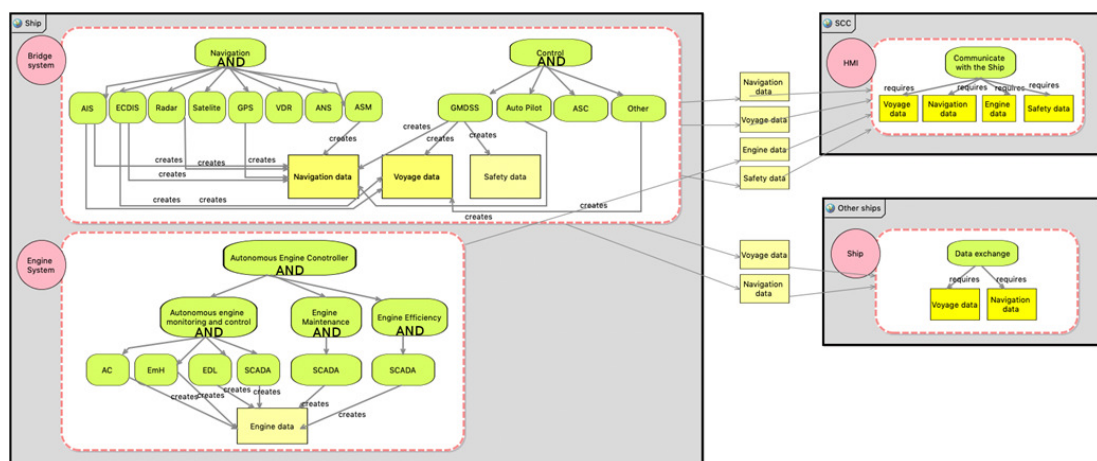 Ship
Bridge
system
Navigation
AND
Control
AND
AIS
ECDIS
Radar
Satelite
GPS
VDR
ANS
ASM
GMDSS
Auto Pilot
ASC
Other
creates
creates
creates
creates
creates
creates
creates
creates
Navigation data
Voyage data
Safety data
creates
creates
creates
creates
creates
Engine
System
Autonomous Engine Conotroller
AND
Autonomous engine
monitoring and control
AND
Engine
Maintenance
AND
Engine Efficiency
AND
AC
EmH
EDL
SCADA
SCADA
SCADA
creates
creates
creates
creates
creates
Engine data
Navigation
data
Voyage data
Engine data
Safety data
Voyage data
Navigation
data
SCC
HMI
Communicate
with the Ship
requires
requires
requires
requires
Voyage
data
Navigation
data
Engine
data
Safety data
Other ships
Ship
Data exchange
requires
requires
Voyage data
Navigation
data